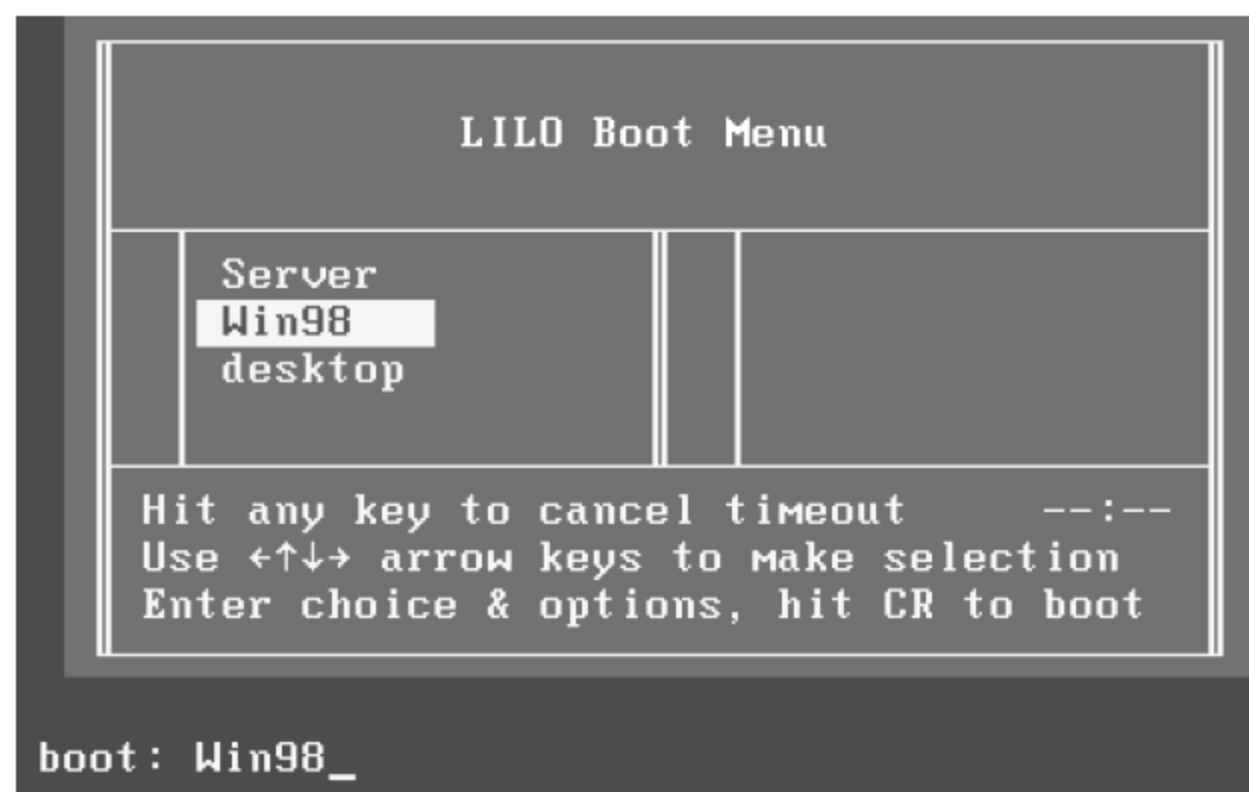 LILO Boot Menu
Server
Win98
desktop
Hit any key to cancel timeout --:--
Use ←↑↓→ arrow keys to make selection
Enter choice & options, hit CR to boot
boot: Win98_